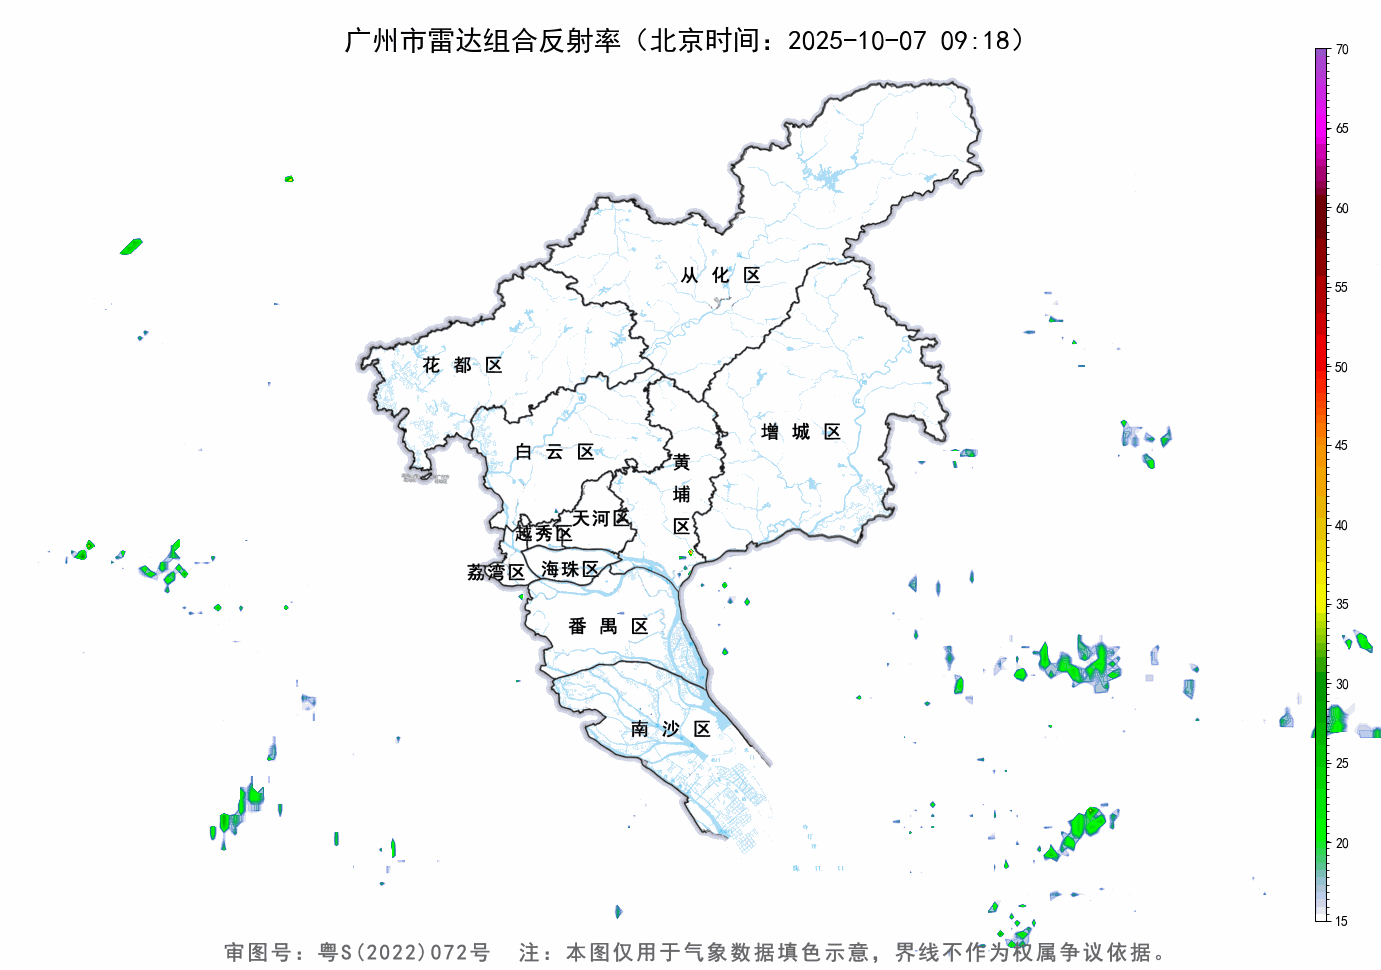 广州市雷达组合反射率（北京时间：2025-10-07 09:18）
70
65
60
55
50
45
40
35
30
25
20
15
从化区
花都区
增城区
白云区
黄埔区
天河区
越秀区
荔湾区
海珠区
番禺区
南沙区
审图号：粤S(2022)072号 注：本图仅用于气象数据填色示意，界线不作为权属争议依据。